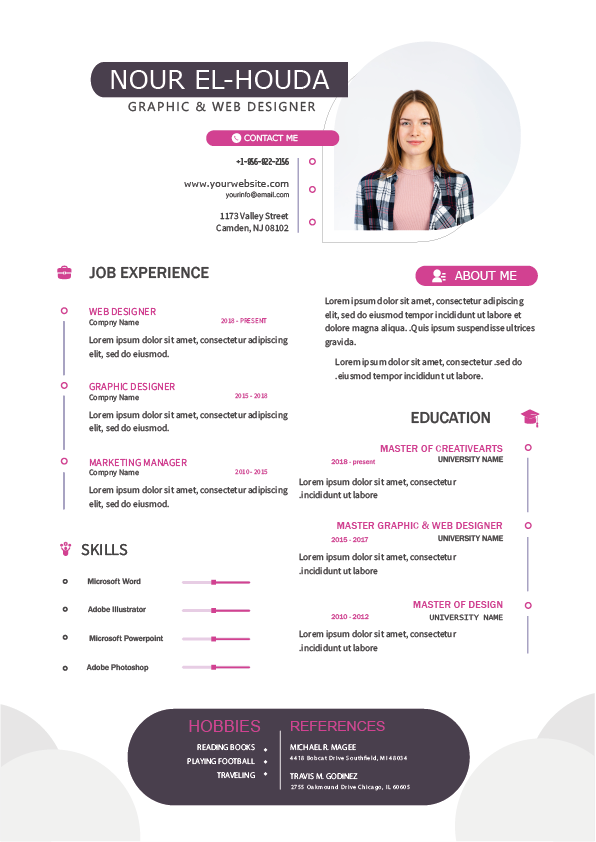 NOUR EL-HOUDA
GRAPHIC & WEB DESIGNER
CONTACT ME
+1-056-022-2156
www.yourwebsite.com
yourinfo@email.com
1173 Valley Street
Camden, NJ 08102
JOB EXPERIENCE
WEB DESIGNER
Compny Name
2018 - PRESENT
Lorem ipsum dolor sit amet, consectetur adipiscing
elit, sed do eiusmod.
GRAPHIC DESIGNER
Compny Name
2015 - 2018
Lorem ipsum dolor sit amet, consectetur adipiscing
elit, sed do eiusmod.
MARKETING MANAGER
Compny Name
2010- 2015
Lorem ipsum dolor sit amet, consectetur adipiscing
elit, sed do eiusmod.
SKILLS
Microsoft Word
Adobe Illustrator
Microsoft Powerpoint
Adobe Photoshop
ABOUT ME
Lorem ipsum dolor sit amet, consectetur adipiscing
elit, sed do eiusmod tempor incididunt ut labore et
dolore magna aliqua. .Quis ipsum suspendisse ultrices
gravida.
Lorem ipsum dolor sit amet, consectetur .sed do
.eiusmod tempor incididunt ut labore.
EDUCATION
MASTER OF CREATIVEARTS
UNIVERSITY NAME
2018 - present
Lorem ipsum dolor sit amet, consectetur
.incididunt ut labore
MASTER GRAPHIC & WEB DESIGNER
2015 - 2017
UNIVERSITY NAME
Lorem ipsum dolor sit amet, consectetur
.incididunt ut labore
MASTER OF DESIGN
2010 - 2012
UNIVERSITY NAME
Lorem ipsum dolor sit amet, consectetur
.incididunt ut labore
HOBBIES
READING BOOKS
PLAYING FOOTBALL
TRAVELING
REFERENCES
MICHAEL R. MAGEE
4418 Bobcat Drive Southfield, MI 48034
TRAVIS M. GODINEZ
2755 Oakmound Drive Chicago, IL 60605